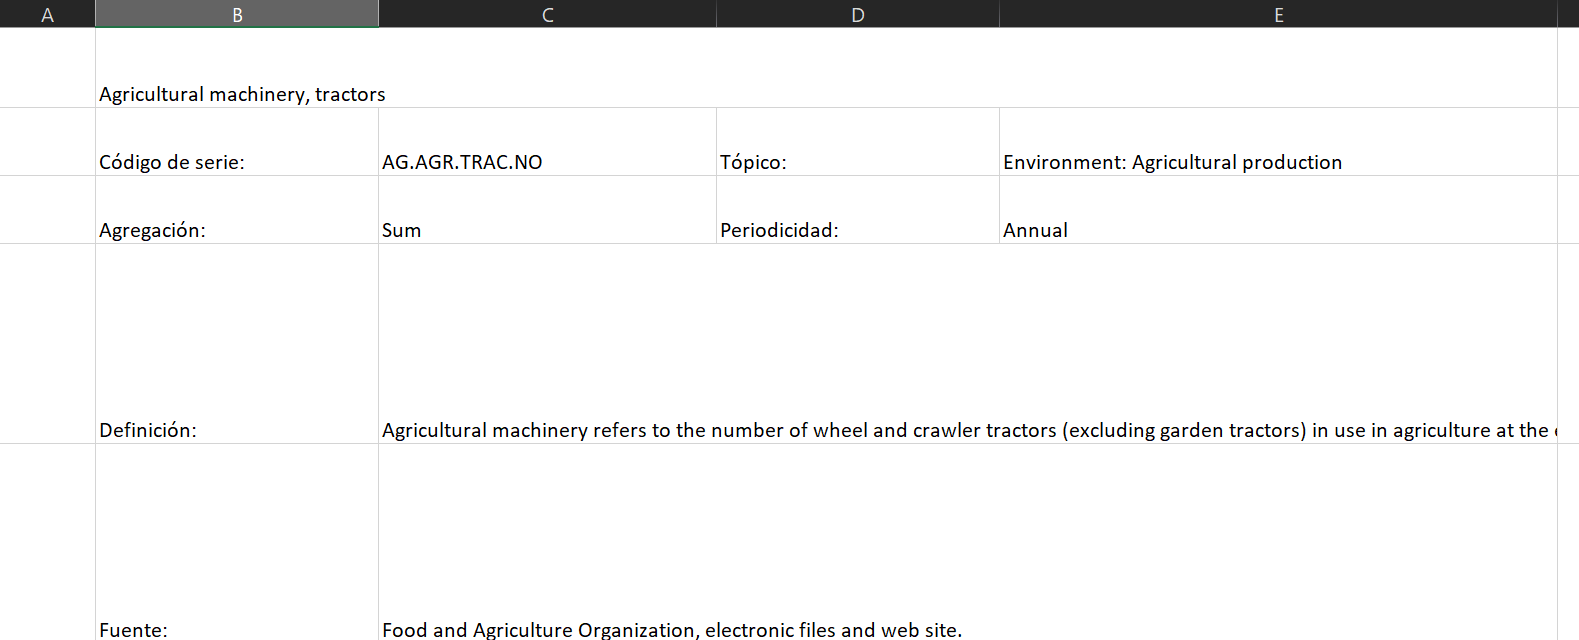 A B C D E
Agricultural machinery, tractors
Código de serie: AG.AGR.TRAC.NO Tópico: Environment: Agricultural production
Agregación: Sum Periodicidad: Annual
Definición: Agricultural machinery refers to the number of wheel and crawler tractors (excluding garden tractors) in use in agriculture at the
Fuente: Food and Agriculture Organization, electronic files and web site.